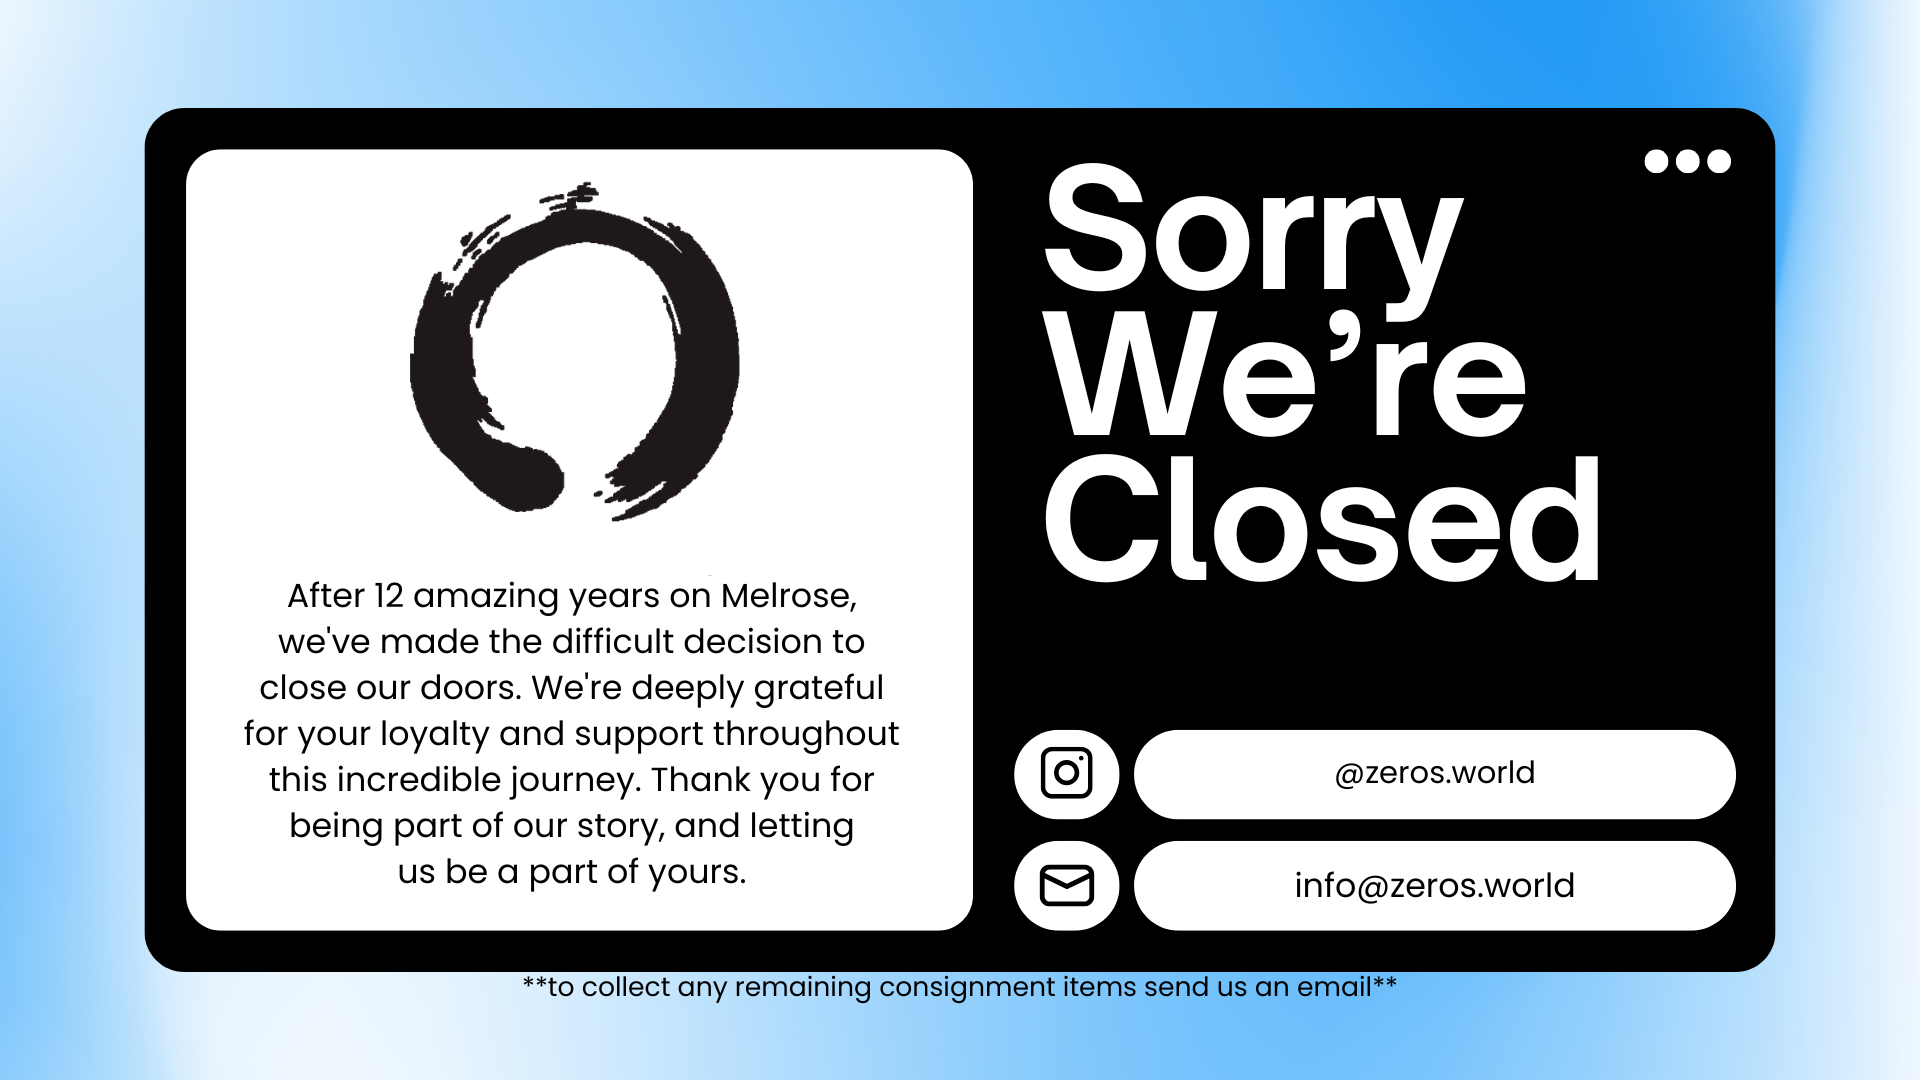 After 12 amazing years on Melrose,
we've made the difficult decision to
close our doors. We're deeply grateful
for your loyalty and support throughout
this incredible journey. Thank you for
being part of our story, and letting
us be a part of yours.
Sorry
We’re
Closed
@zeros.world
info@zeros.world
**to collect any remaining consignment items send us an email**